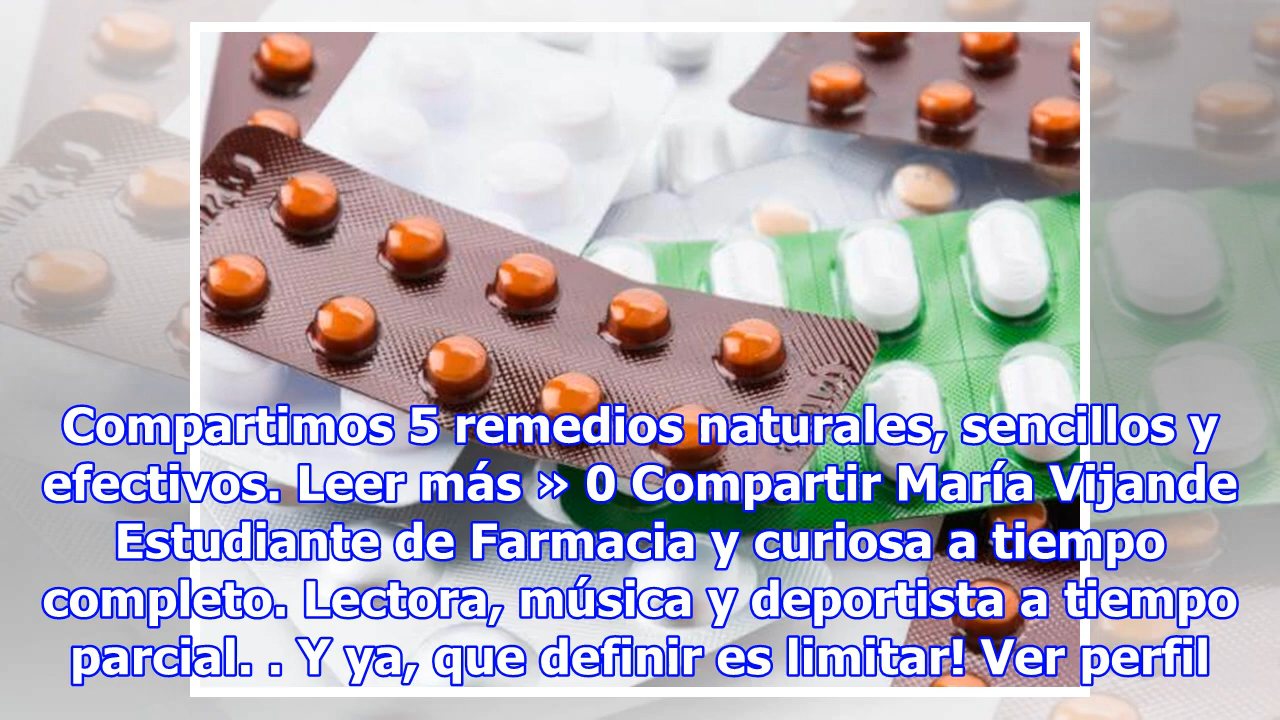 Compartimos 5 remedios naturales, sencillos y
efectivos. Leer más » 0 Compartir María Vijande
Estudiante de Farmacia y curiosa a tiempo
completo. Lectora, música y deportista a tiempo
parcial. . Y ya, que definir es limitar! Ver perfil